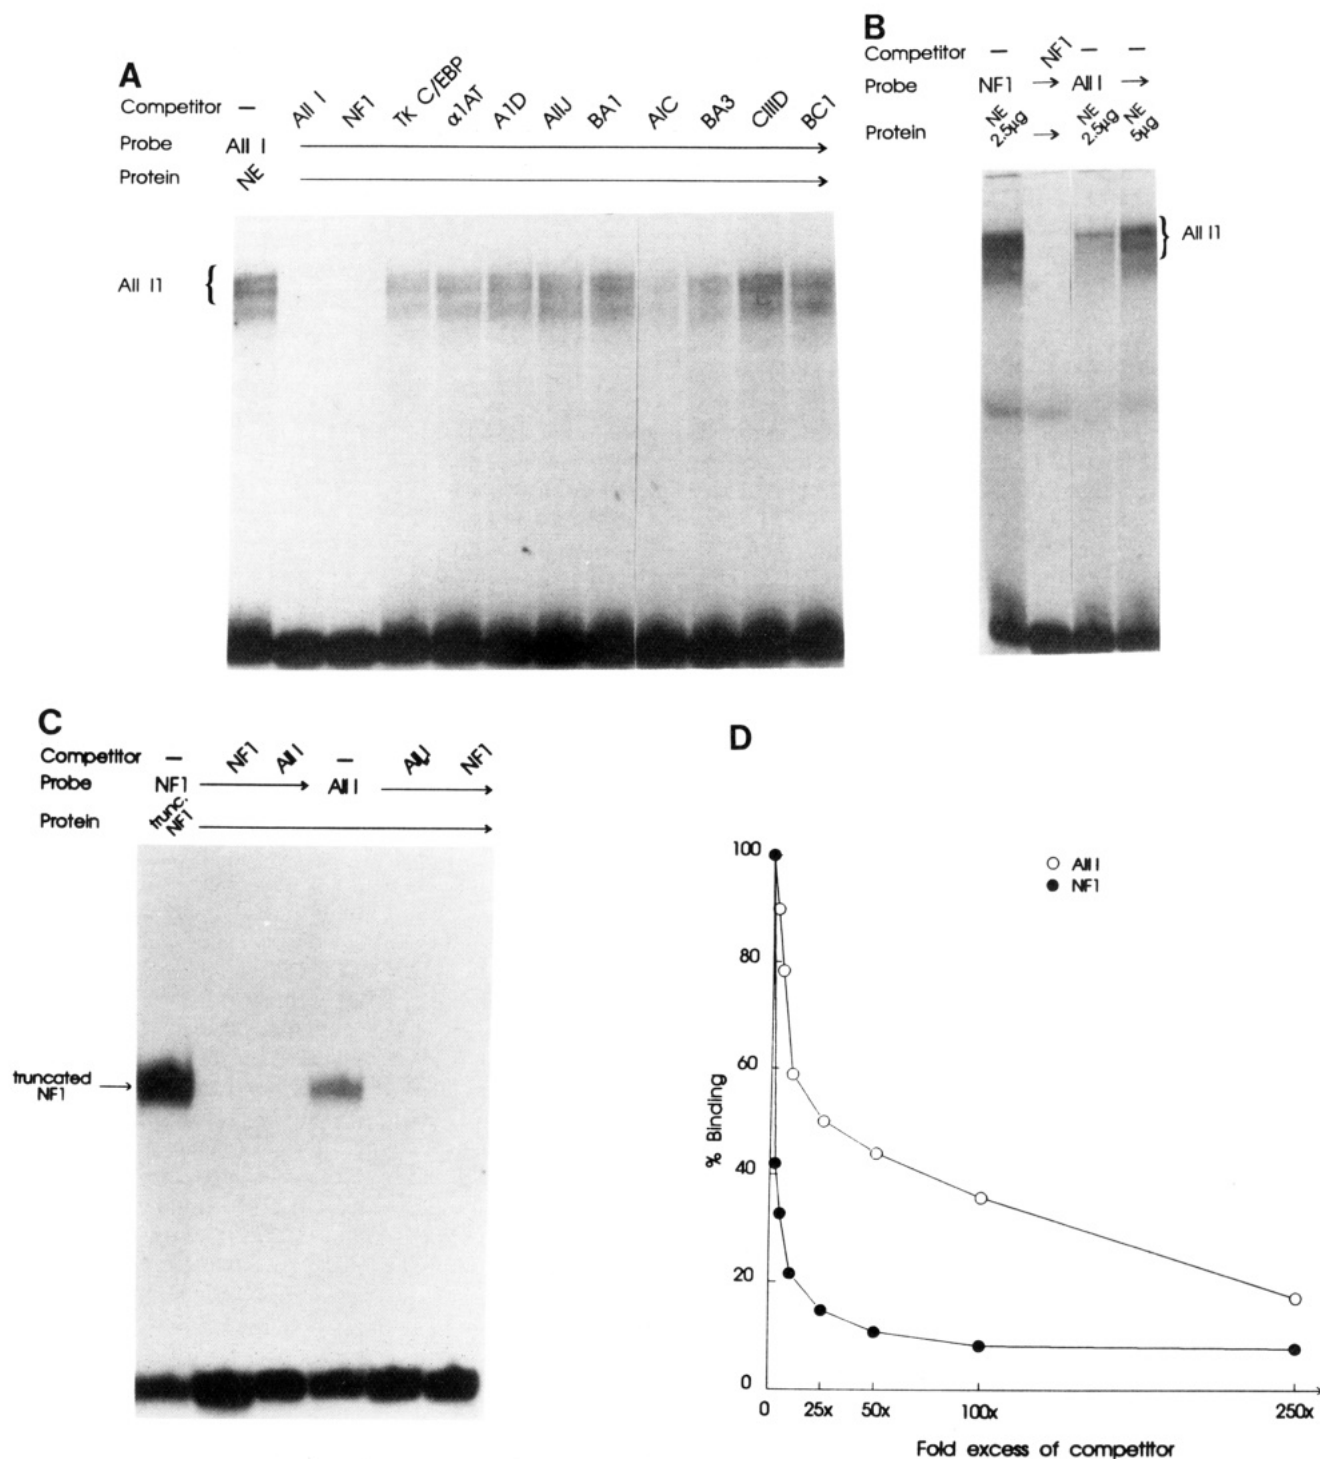 A
Competitor – AII I NF1 TK C/EBP α1AT A1D AIIJ BA1 AIC BA3 CIIID BC1
Probe AII I
Protein NE
AII I1 {
B
Competitor – NF1 – –
Probe NF1 → AII I →
Protein NE 2.5μg → NE 2.5μg NE 5μg
} AII I1
C
Competitor – NF1 AII I – AIIJ NF1
Probe NF1 AII I
Protein trunc. NF1
truncated NF1 →
D
○ AII I
● NF1
100
80
60
40
20
0
% Binding
0 25x 50x 100x 250x
Fold excess of competitor